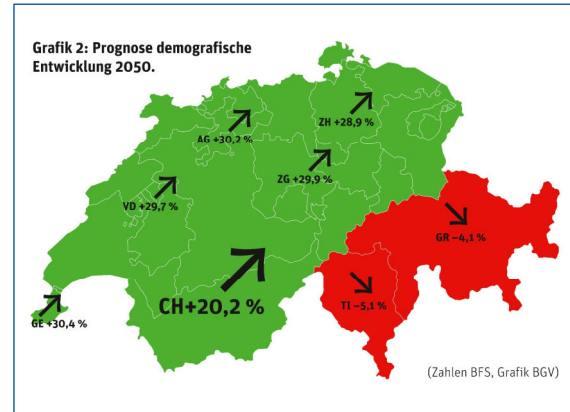 Grafik 2: Prognose demografische
Entwicklung 2050.
ZH +28,9 %
AG +30,2 %
ZG +29,9 %
VD +29,7 %
GR –4,1 %
CH+20,2 %
TI –5,1 %
GE +30,4 %
(Zahlen BFS, Grafik BGV)